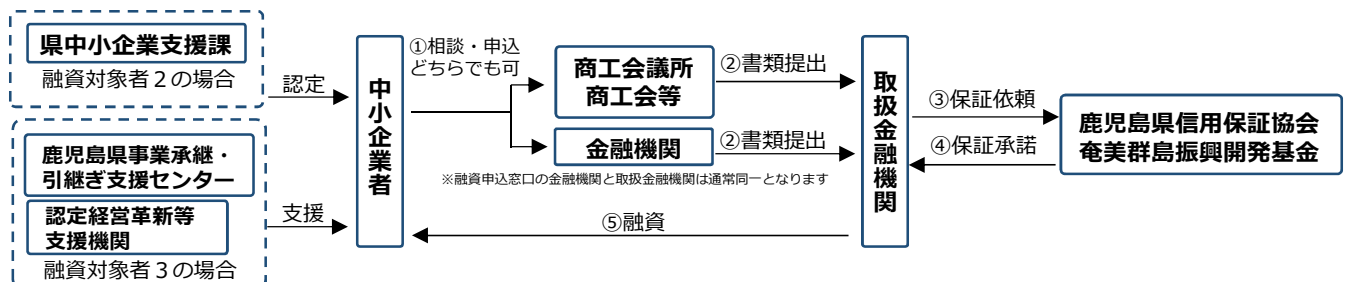 県中小企業支援課
融資対象者２の場合
認定
鹿児島県事業承継・
引継ぎ支援センター
認定経営革新等
支援機関
融資対象者３の場合
支援
中小企業者
①相談・申込
どちらでも可
商工会議所
商工会等
金融機関
②書類提出
②書類提出
※融資申込窓口の金融機関と取扱金融機関は通常同一となります
⑤融資
取扱金融機関
③保証依頼
④保証承諾
鹿児島県信用保証協会
奄美群島振興開発基金